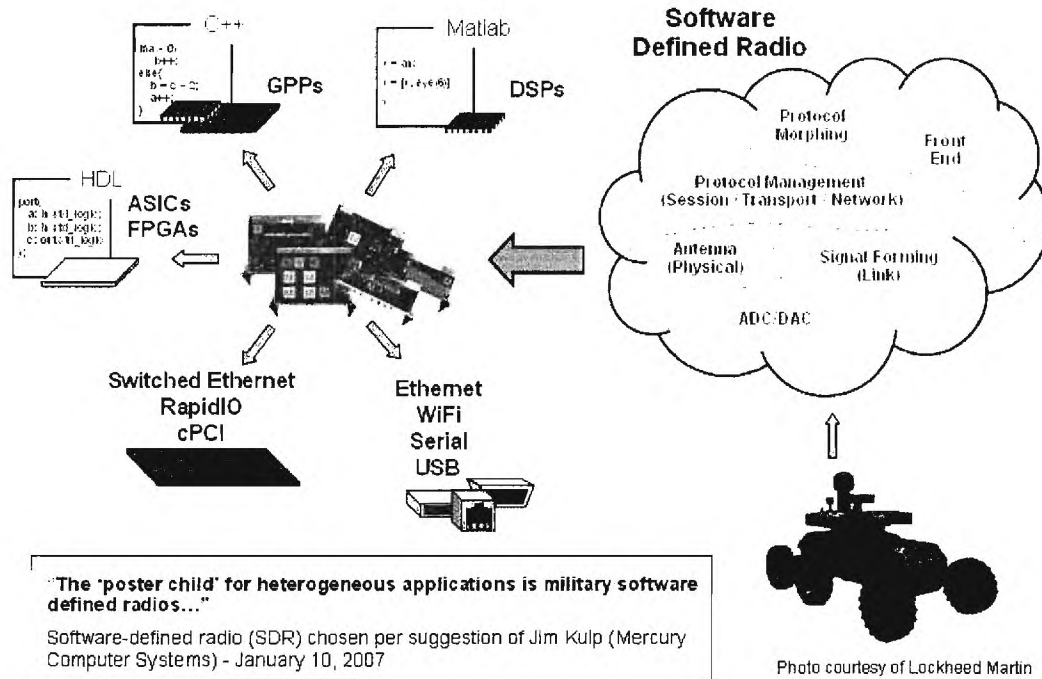 C++
b++;
else{
a++;
}
GPPs
Matlab
DSPs
Software
Defined Radio
Protocol
Morphing
Front
End
Protocol Management
(Session · Transport · Network)
Antenna
(Physical)
Signal Forming
(Link)
ADC/DAC
HDL
port(
ASICs
FPGAs
Switched Ethernet
RapidIO
cPCI
Ethernet
WiFi
Serial
USB
"The 'poster child' for heterogeneous applications is military software
defined radios..."
Software-defined radio (SDR) chosen per suggestion of Jim Kulp (Mercury
Computer Systems) - January 10, 2007
Photo courtesy of Lockheed Martin